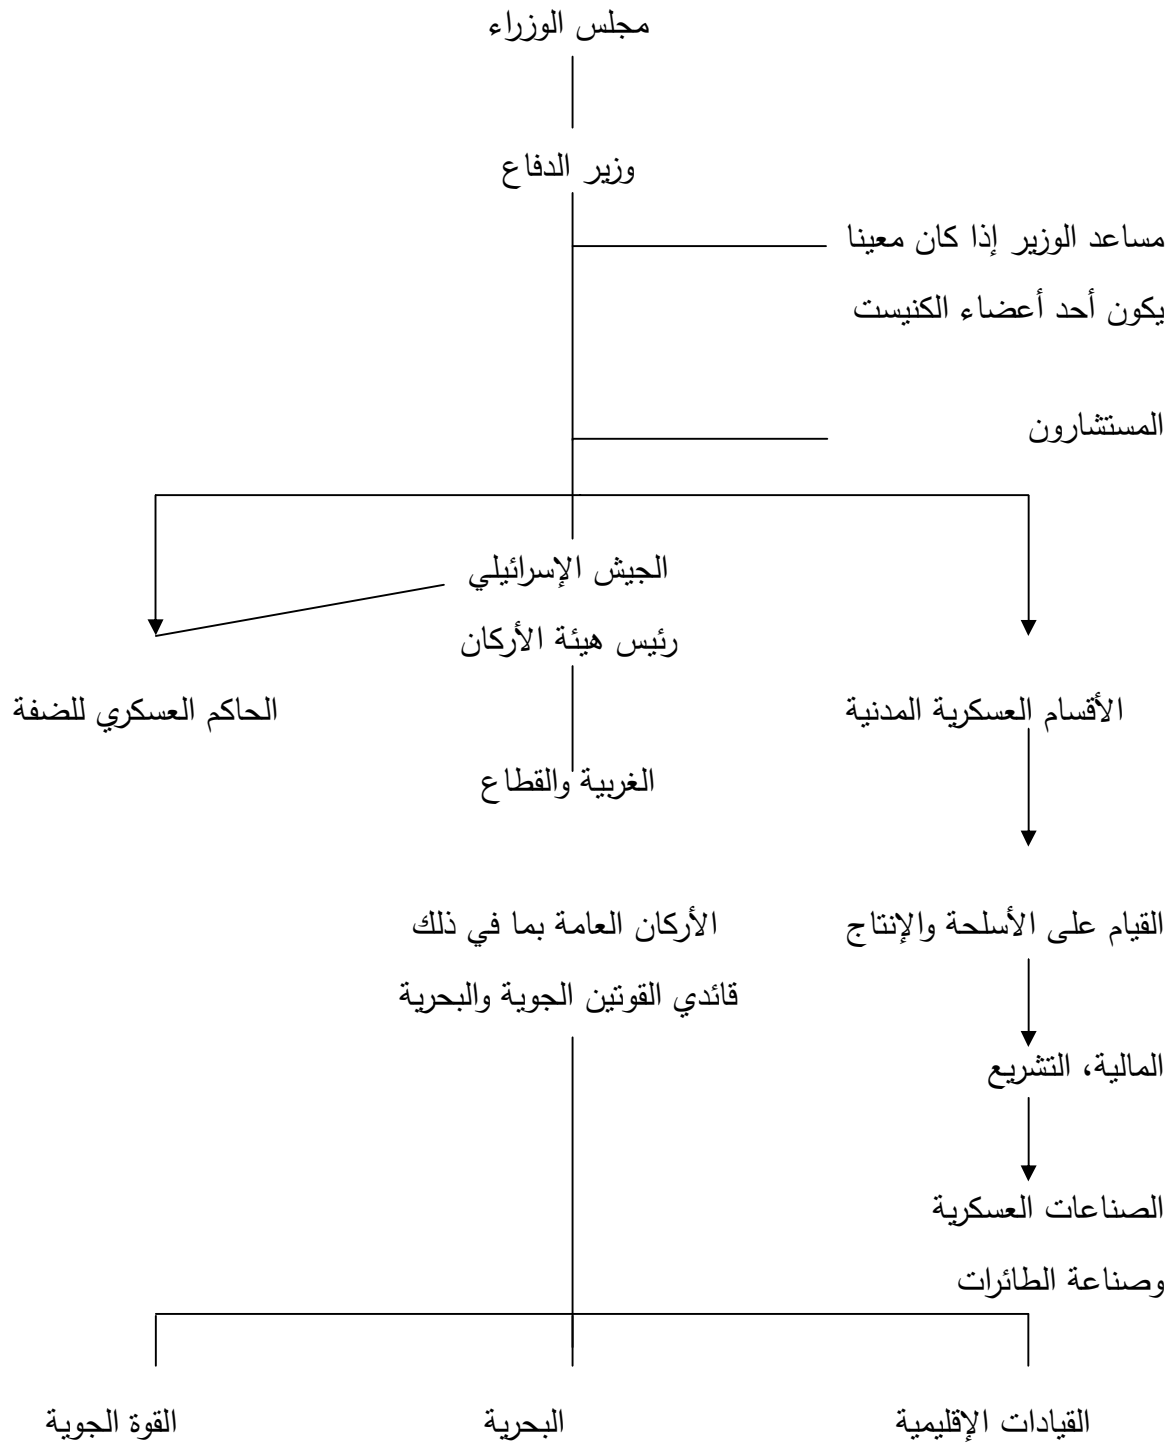 مجلس الوزراء
وزير الدفاع
مساعد الوزير إذا كان معينا
يكون أحد أعضاء الكنيست
المستشارون
الجيش الإسرائيلي
رئيس هيئة الأركان
الأقسام العسكرية المدنية
الحاكم العسكري للضفة
الغربية والقطاع
القيام على الأسلحة والإنتاج
الأركان العامة بما في ذلك
قائدي القوتين الجوية والبحرية
المالية، التشريع
الصناعات العسكرية
وصناعة الطائرات
القيادات الإقليمية
البحرية
القوة الجوية